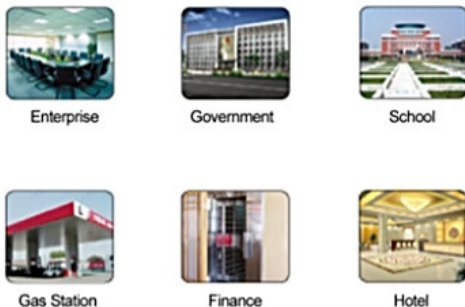 Enterprise
Government
School
Gas Station
Finance
Hotel